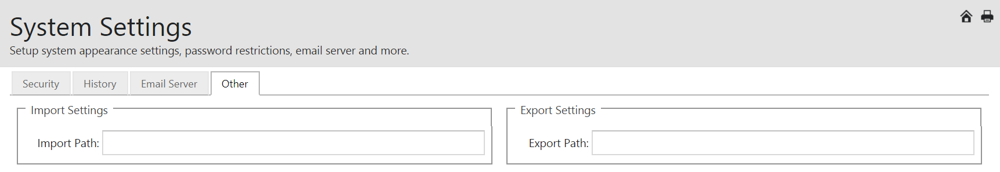 System Settings
Setup system appearance settings, password restrictions, email server and more.
Security History Email Server Other
Import Settings Export Settings
Import Path: Export Path: